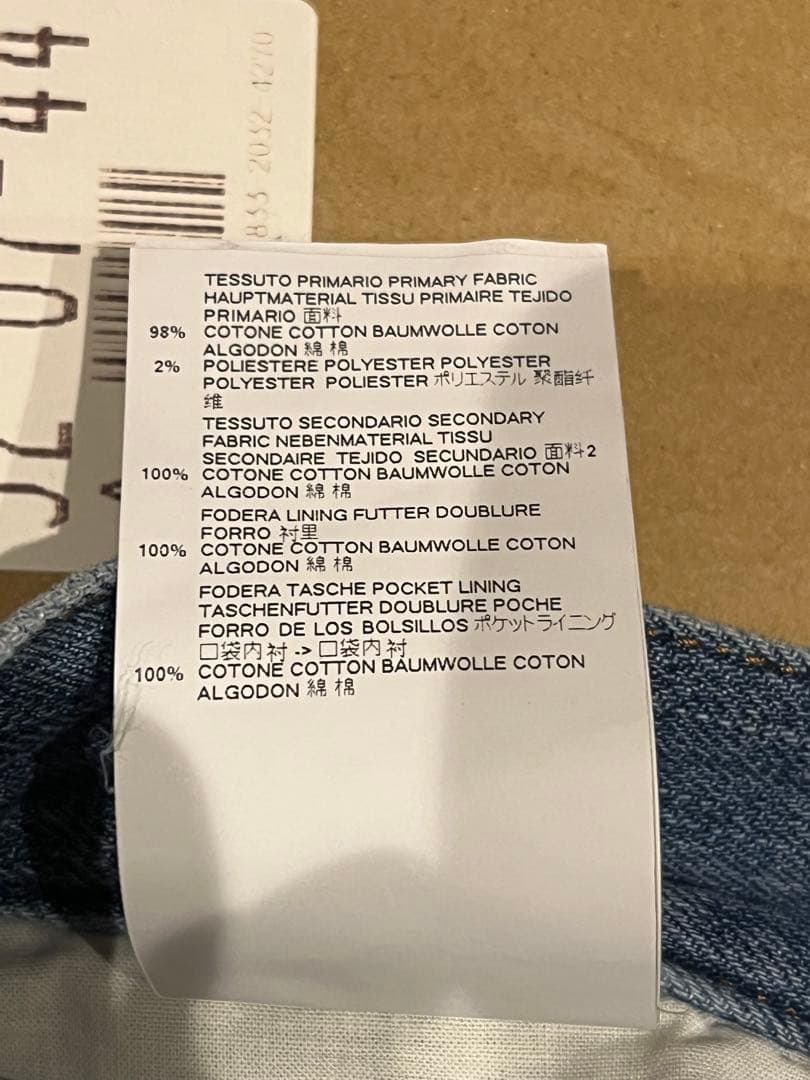 833 2032 4270
TESSUTO PRIMARIO PRIMARY FABRIC
HAUPTMATERIAL TISSU PRIMAIRE TEJIDO
PRIMARIO 面料
98% COTONE COTTON BAUMWOLLE COTON
ALGODON 綿 棉
2% POLIESTERE POLYESTER POLYESTER
POLYESTER POLIESTER ポリエステル 聚酯纤
维
TESSUTO SECONDARIO SECONDARY
FABRIC NEBENMATERIAL TISSU
SECONDAIRE TEJIDO SECUNDARIO 面料2
100% COTONE COTTON BAUMWOLLE COTON
ALGODON 綿 棉
FODERA LINING FUTTER DOUBLURE
FORRO 衬里
100% COTONE COTTON BAUMWOLLE COTON
ALGODON 綿 棉
FODERA TASCHE POCKET LINING
TASCHENFUTTER DOUBLURE POCHE
FORRO DE LOS BOLSILLOS ポケットライニング
口袋内衬 -> 口袋内衬
100% COTONE COTTON BAUMWOLLE COTON
ALGODON 綿 棉